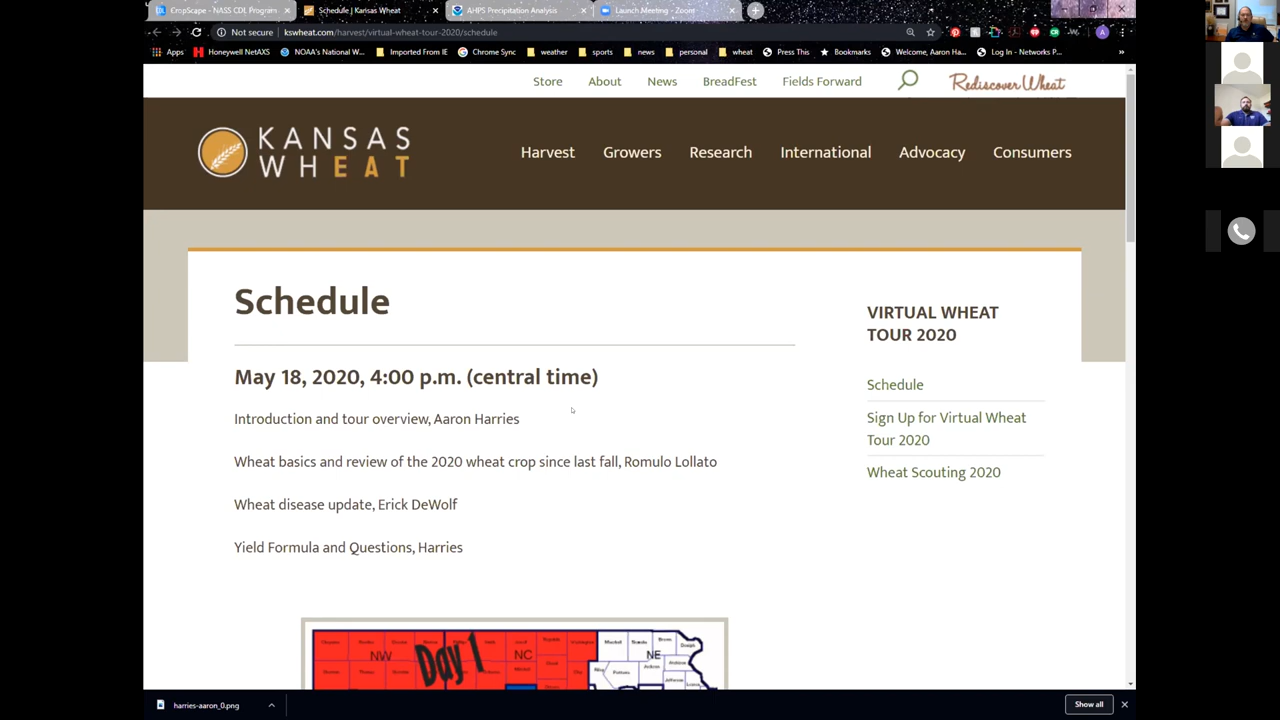 CropScape - NASS CDL Program
Schedule | Kansas Wheat
AHPS Precipitation Analysis
Launch Meeting - Zoom
Not secure
kswheat.com/harvest/virtual-wheat-tour-2020/schedule
Apps
Honeywell NetAXS
NOAA's National W...
Imported From IE
Chrome Sync
weather
sports
news
personal
wheat
Press This
Bookmarks
Welcome, Aaron Ha...
Log In - Networks P...
Store
About
News
BreadFest
Fields Forward
Rediscover Wheat
KANSAS
WHEAT
Harvest
Growers
Research
International
Advocacy
Consumers
Schedule
May 18, 2020, 4:00 p.m. (central time)
Introduction and tour overview, Aaron Harries
Wheat basics and review of the 2020 wheat crop since last fall, Romulo Lollato
Wheat disease update, Erick DeWolf
Yield Formula and Questions, Harries
VIRTUAL WHEAT
TOUR 2020
Schedule
Sign Up for Virtual Wheat
Tour 2020
Wheat Scouting 2020
NW
Day 1
NC
NE
harries-aaron_0.png
Show all